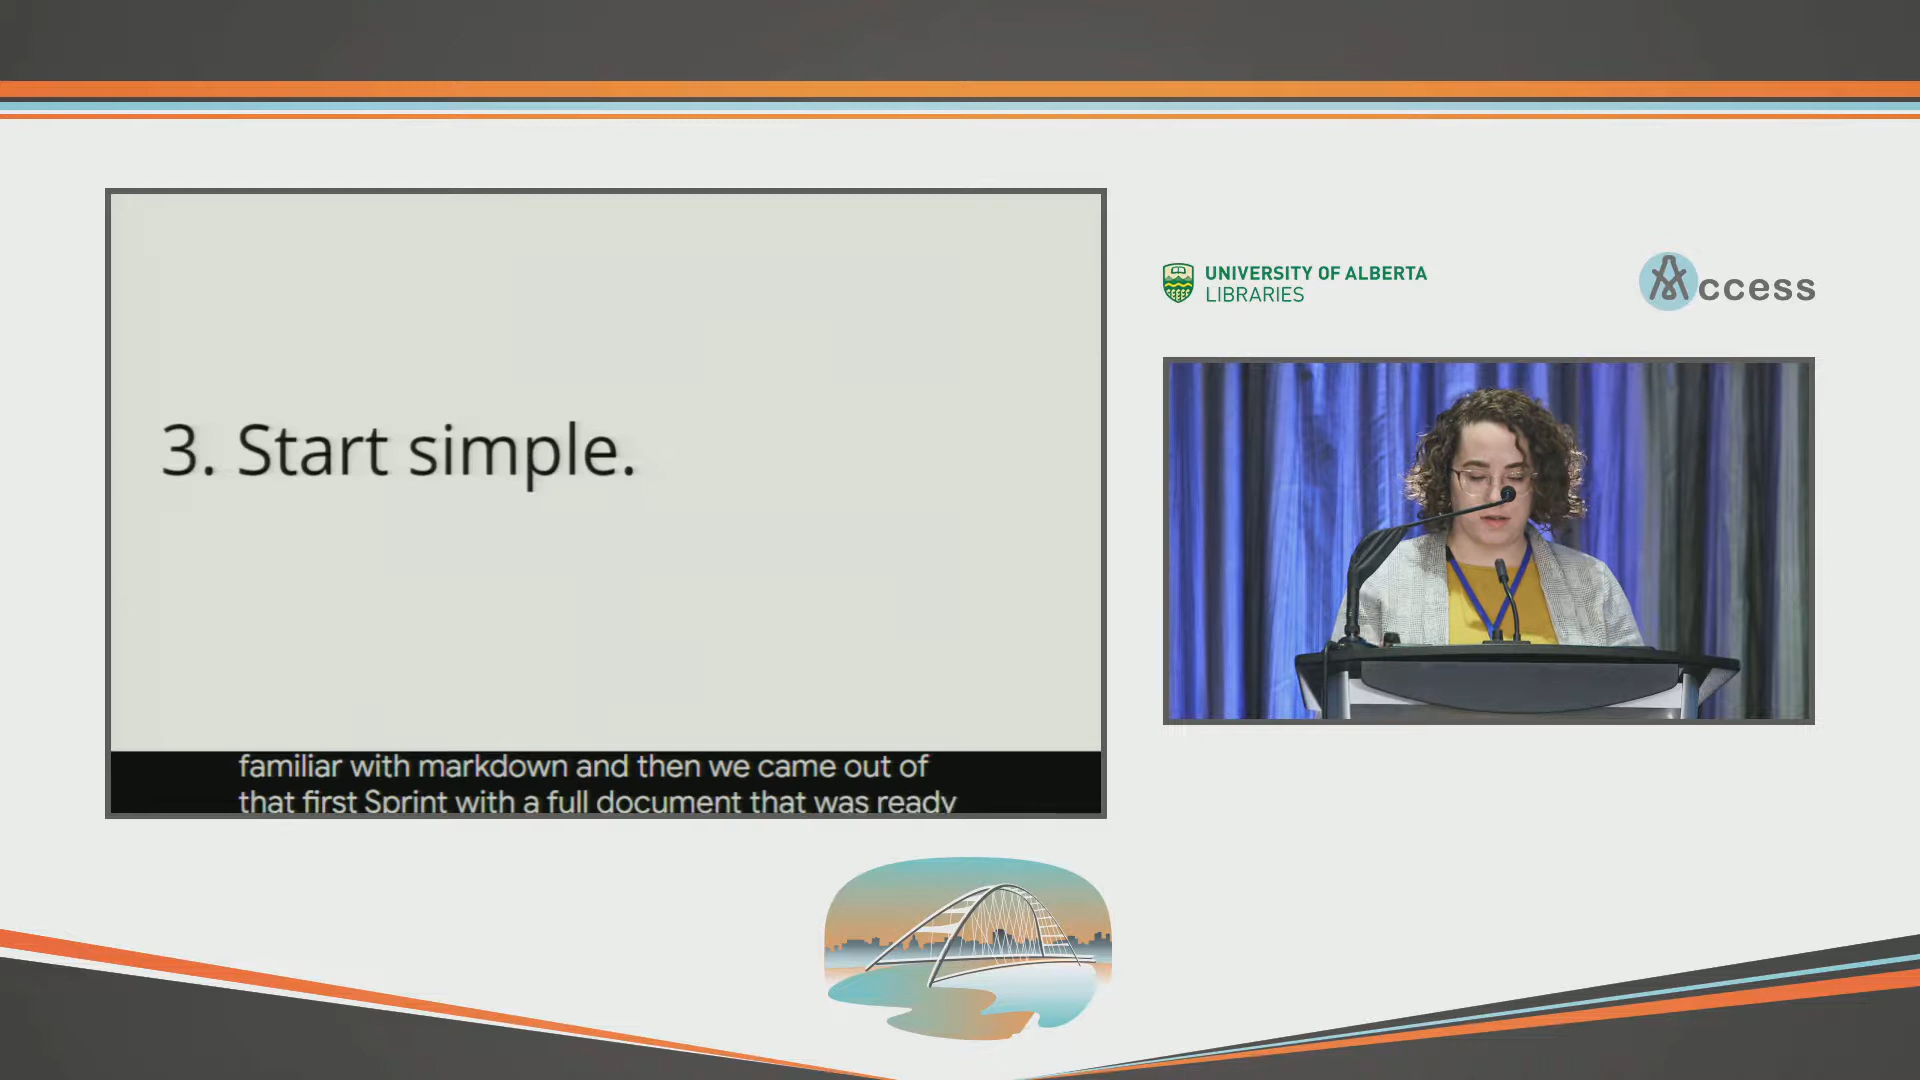 3. Start simple.
familiar with markdown and then we came out of
that first Sprint with a full document that was ready
UNIVERSITY OF ALBERTA
LIBRARIES
Access